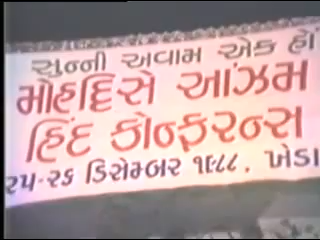 સુન્ની અવામ એક હો
મોહદ્દિસે આઝમ
હિંદ કોન્ફરન્સ
૨૫-૨૬ ડિસેમ્બર ૧૯૮૮. ખેડા